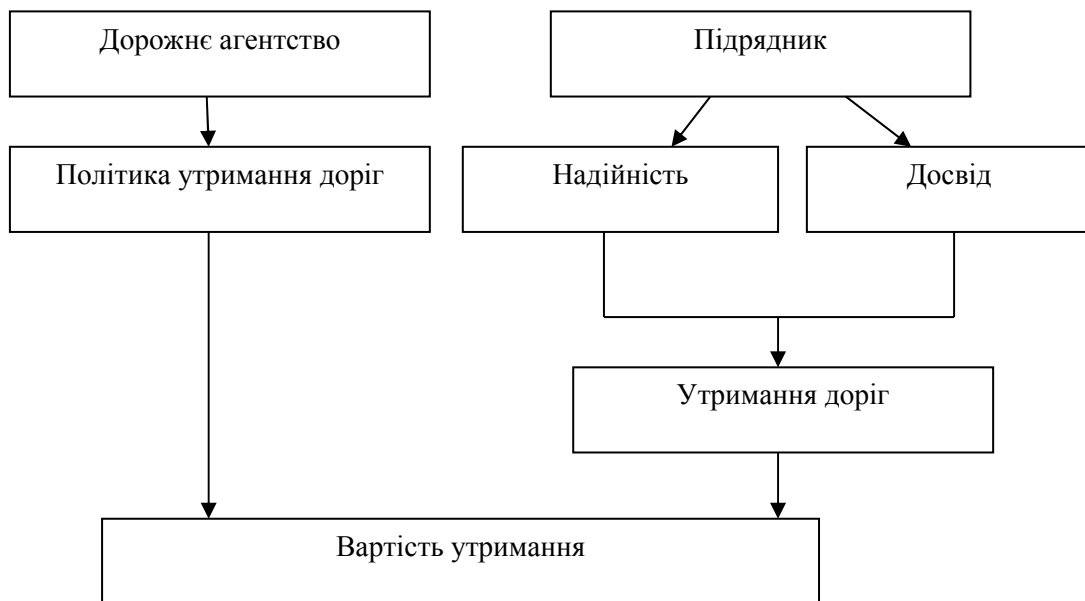 Дорожнє агентство
Підрядник
Політика утримання доріг
Надійність
Досвід
Утримання доріг
Вартість утримання